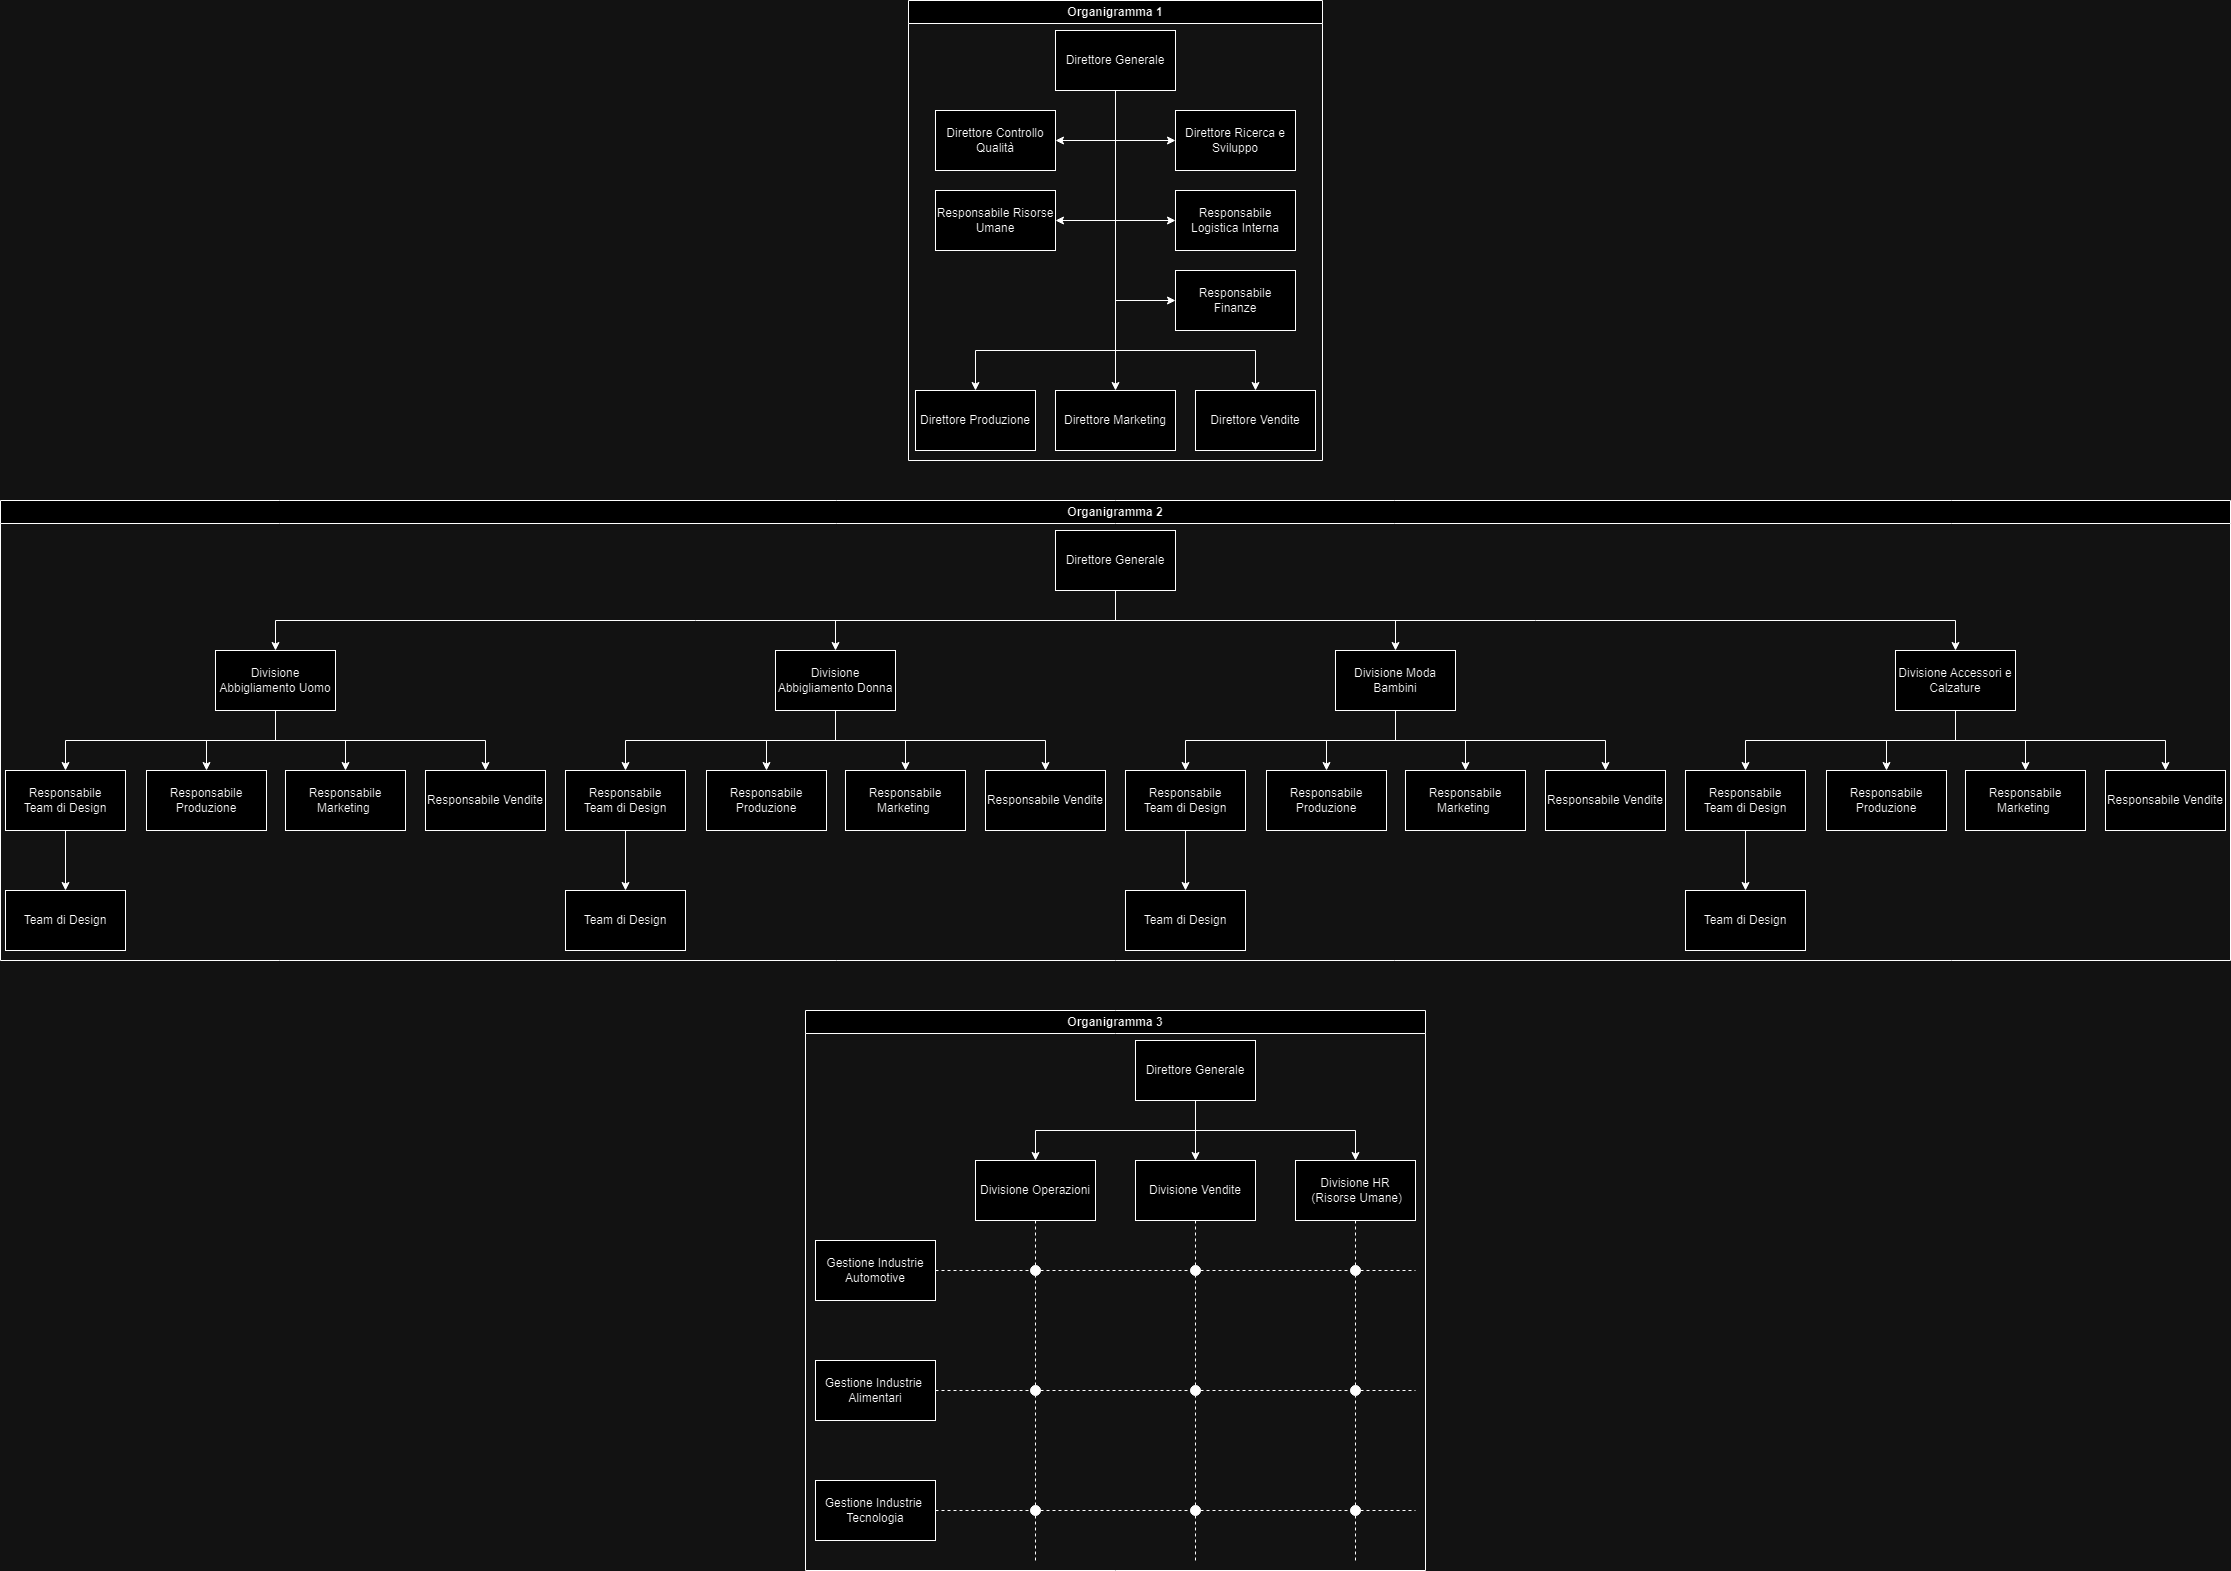 Organigramma 1
Direttore Generale
Direttore Controllo
Qualità
Direttore Ricerca e
Sviluppo
Responsabile Risorse
Umane
Responsabile
Logistica Interna
Responsabile
Finanze
Direttore Produzione
Direttore Marketing
Direttore Vendite
Organigramma 2
Direttore Generale
Divisione
Abbigliamento Uomo
Divisione
Abbigliamento Donna
Divisione Moda
Bambini
Divisione Accessori e
Calzature
Responsabile
Team di Design
Responsabile
Produzione
Responsabile
Marketing
Responsabile Vendite
Responsabile
Team di Design
Responsabile
Produzione
Responsabile
Marketing
Responsabile Vendite
Responsabile
Team di Design
Responsabile
Produzione
Responsabile
Marketing
Responsabile Vendite
Responsabile
Team di Design
Responsabile
Produzione
Responsabile
Marketing
Responsabile Vendite
Team di Design
Team di Design
Team di Design
Team di Design
Organigramma 3
Direttore Generale
Divisione Operazioni
Divisione Vendite
Divisione HR
(Risorse Umane)
Gestione Industrie
Automotive
Gestione Industrie
Alimentari
Gestione Industrie
Tecnologia